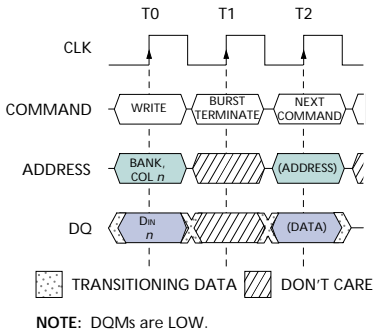 T0 T1 T2
CLK
COMMAND WRITE BURST TERMINATE NEXT COMMAND
ADDRESS BANK, COL n (ADDRESS)
DQ DIN n (DATA)
TRANSITIONING DATA DON'T CARE
NOTE: DQMs are LOW.